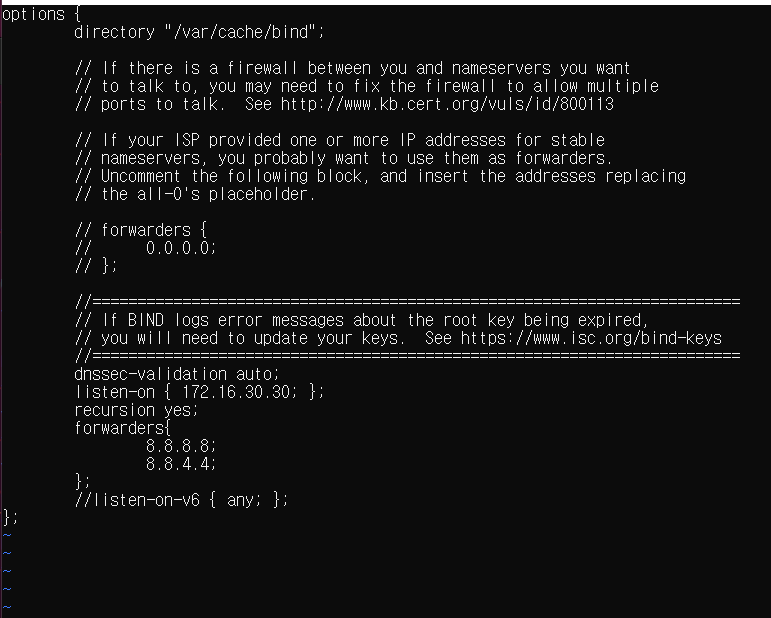 options {
        directory "/var/cache/bind";

        // If there is a firewall between you and nameservers you want
        // to talk to, you may need to fix the firewall to allow multiple
        // ports to talk.  See http://www.kb.cert.org/vuls/id/800113

        // If your ISP provided one or more IP addresses for stable
        // nameservers, you probably want to use them as forwarders.
        // Uncomment the following block, and insert the addresses replacing
        // the all-0's placeholder.

        // forwarders {
        //      0.0.0.0;
        // };

        //========================================================================
        // If BIND logs error messages about the root key being expired,
        // you will need to update your keys.  See https://www.isc.org/bind-keys
        //========================================================================
        dnssec-validation auto;
        listen-on { 172.16.30.30; };
        recursion yes;
        forwarders{
                8.8.8.8;
                8.8.4.4;
        };
        //listen-on-v6 { any; };
};
~
~
~
~
~